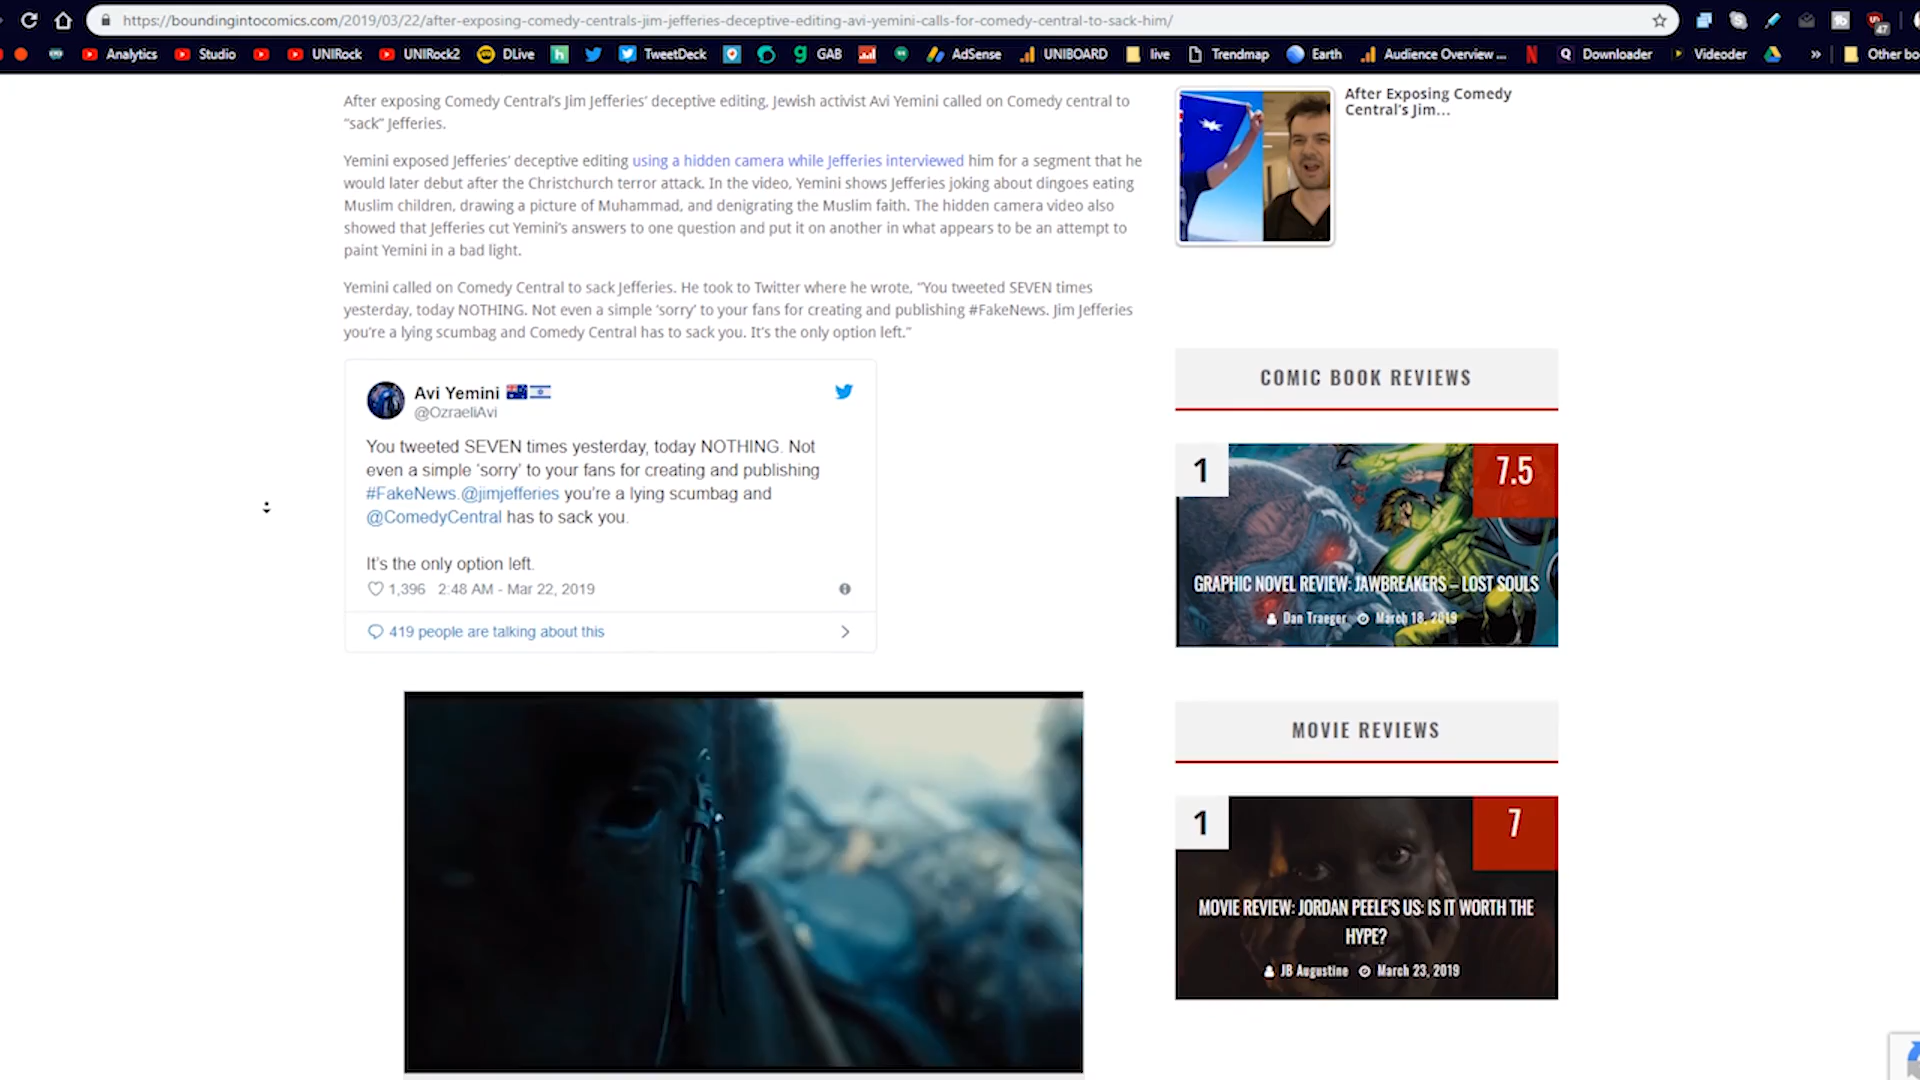 https://boundingintocomics.com/2019/03/22/after-exposing-comedy-centrals-jim-jefferies-deceptive-editing-avi-yemini-calls-for-comedy-central-to-sack-him/
47
Analytics Studio UNIRock UNIRock2 DLive h TweetDeck g GAB AdSense UNIBOARD live Trendmap Earth Audience Overview ... N Q Downloader Videoder » Other bo
After exposing Comedy Central's Jim Jefferies' deceptive editing, Jewish activist Avi Yemini called on Comedy central to
“sack” Jefferies.
Yemini exposed Jefferies' deceptive editing using a hidden camera while Jefferies interviewed him for a segment that he
would later debut after the Christchurch terror attack. In the video, Yemini shows Jefferies joking about dingoes eating
Muslim children, drawing a picture of Muhammad, and denigrating the Muslim faith. The hidden camera video also
showed that Jefferies cut Yemini's answers to one question and put it on another in what appears to be an attempt to
paint Yemini in a bad light.
Yemini called on Comedy Central to sack Jefferies. He took to Twitter where he wrote, “You tweeted SEVEN times
yesterday, today NOTHING. Not even a simple ‘sorry’ to your fans for creating and publishing #FakeNews. Jim Jefferies
you're a lying scumbag and Comedy Central has to sack you. It's the only option left.”
Avi Yemini
@OzraeliAvi
You tweeted SEVEN times yesterday, today NOTHING. Not
even a simple ‘sorry’ to your fans for creating and publishing
#FakeNews.@jimjefferies you're a lying scumbag and
@ComedyCentral has to sack you.
It's the only option left.
1,396 2:48 AM - Mar 22, 2019
419 people are talking about this
After Exposing Comedy
Central's Jim...
COMIC BOOK REVIEWS
1
7.5
GRAPHIC NOVEL REVIEW: JAWBREAKERS – LOST SOULS
Dan Traeger March 18, 2019
MOVIE REVIEWS
1
7
MOVIE REVIEW: JORDAN PEELE'S US: IS IT WORTH THE
HYPE?
JB Augustine March 23, 2019